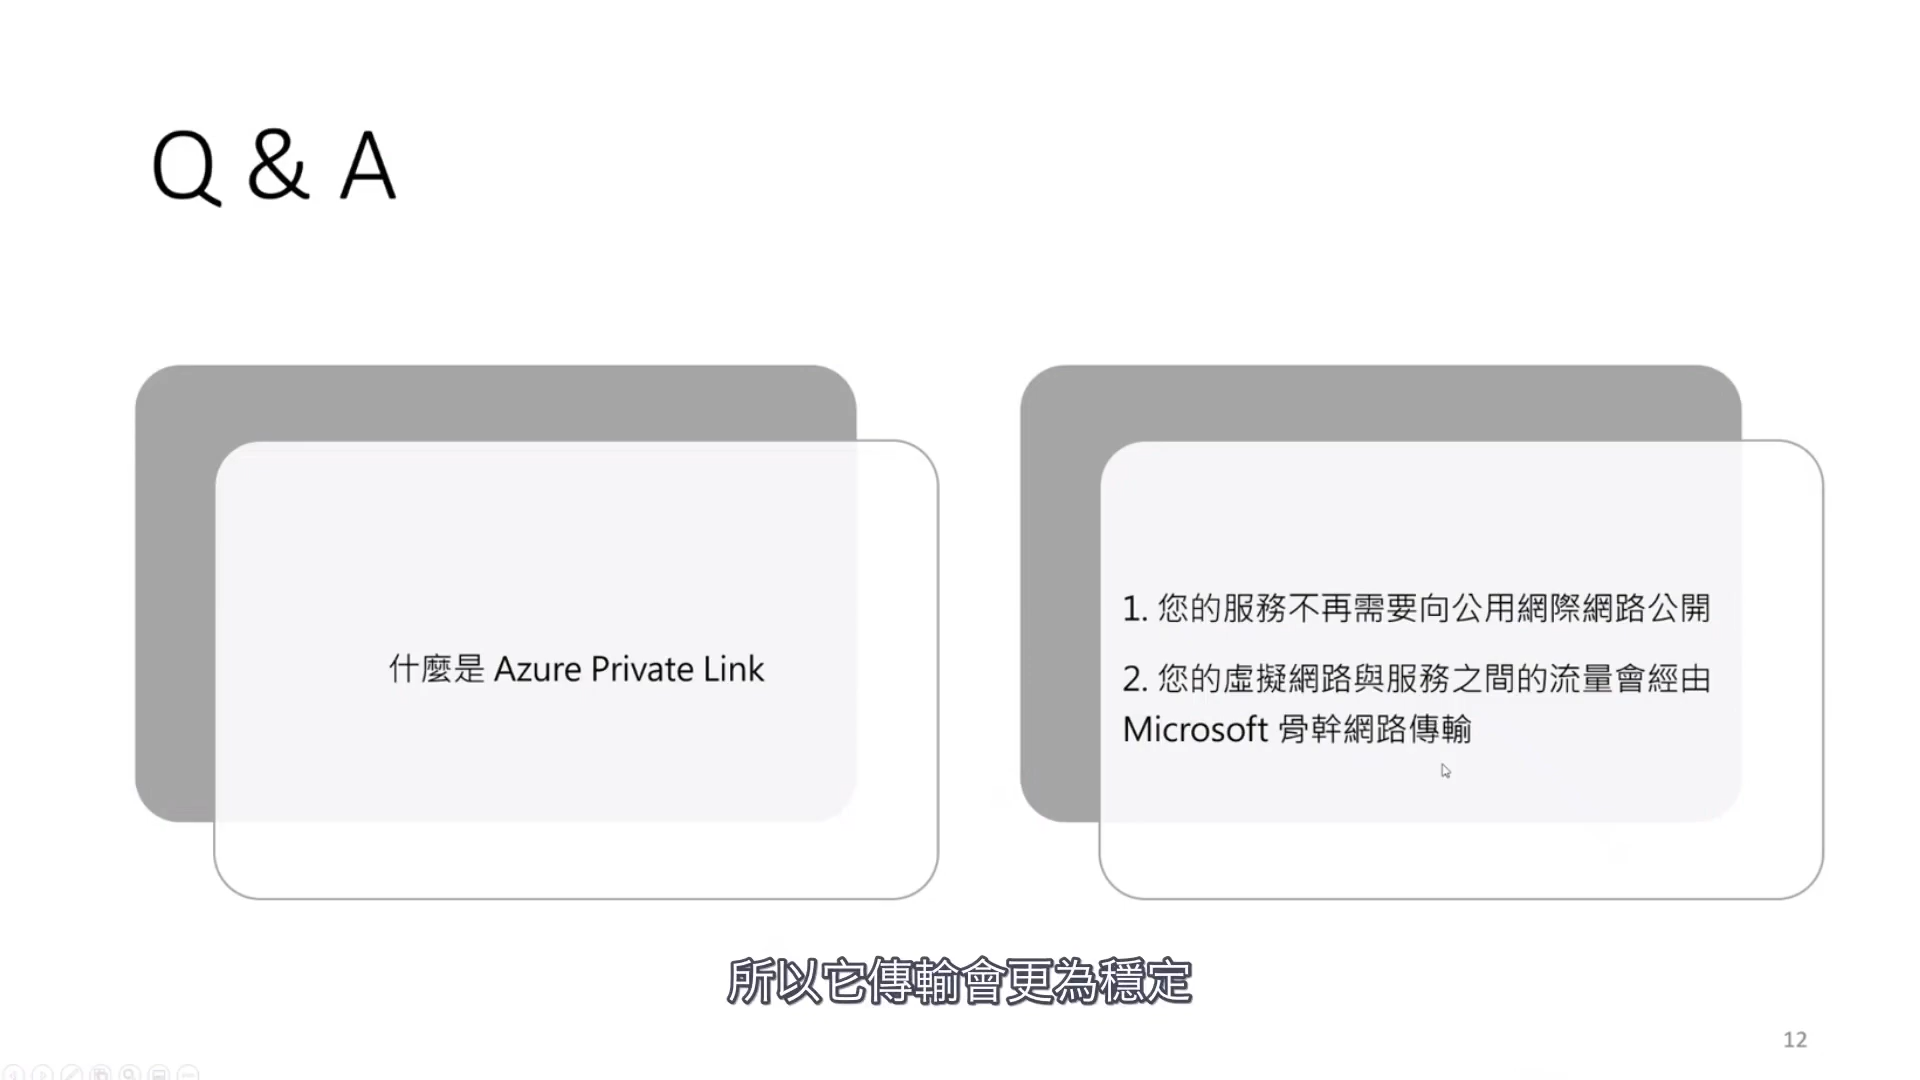 Q & A
什麼是 Azure Private Link
1. 您的服務不再需要向公用網際網路公開
2. 您的虛擬網路與服務之間的流量會經由
Microsoft 骨幹網路傳輸
所以它傳輸會更為穩定
12